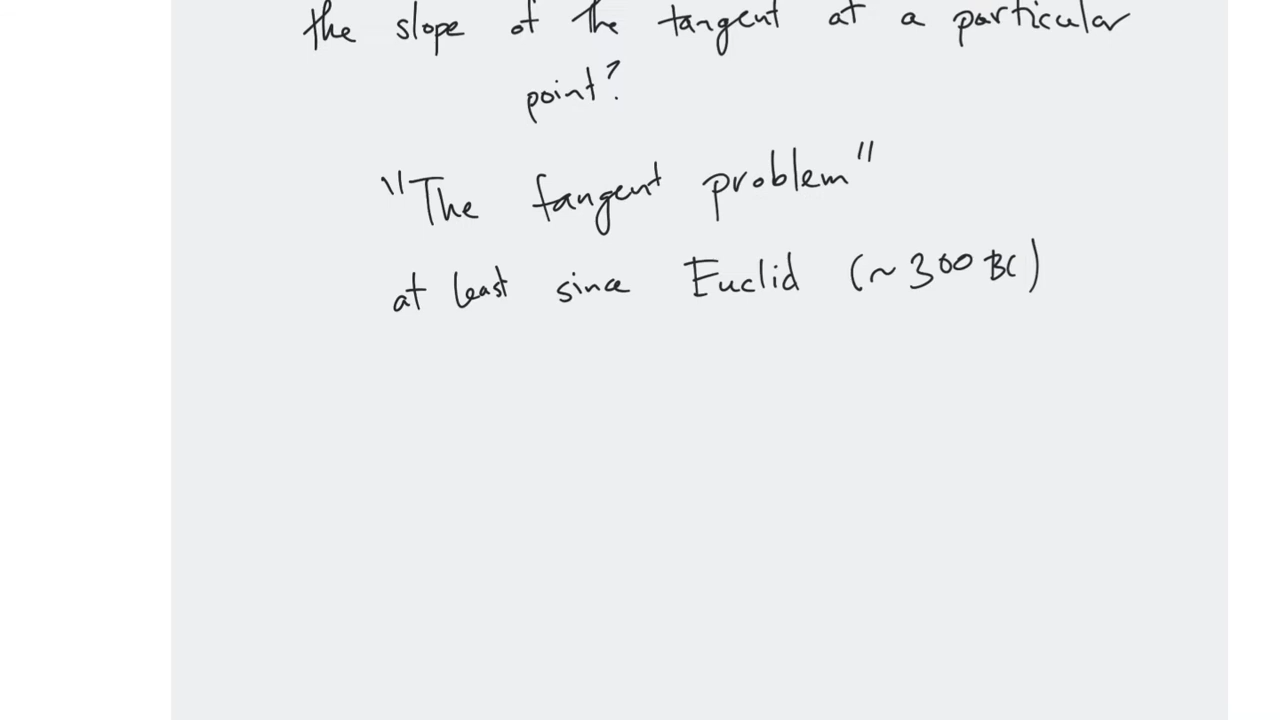 the slope of the tangent at a particular
point?
"The tangent problem"
at least since Euclid (~300 BC)